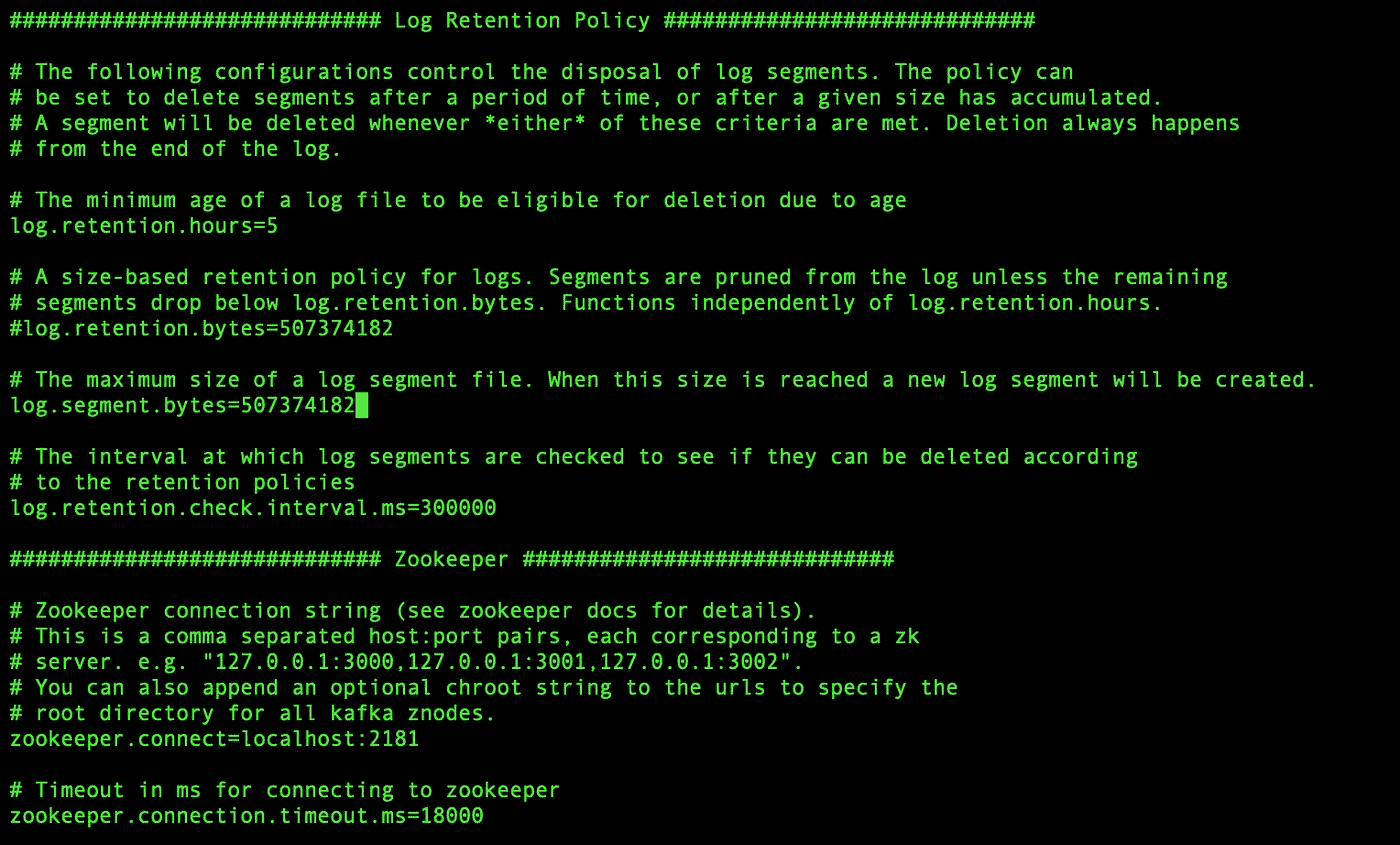 ############################# Log Retention Policy #############################
# The following configurations control the disposal of log segments. The policy can
# be set to delete segments after a period of time, or after a given size has accumulated.
# A segment will be deleted whenever *either* of these criteria are met. Deletion always happens
# from the end of the log.
# The minimum age of a log file to be eligible for deletion due to age
log.retention.hours=5
# A size-based retention policy for logs. Segments are pruned from the log unless the remaining
# segments drop below log.retention.bytes. Functions independently of log.retention.hours.
#log.retention.bytes=507374182
# The maximum size of a log segment file. When this size is reached a new log segment will be created.
log.segment.bytes=507374182
# The interval at which log segments are checked to see if they can be deleted according
# to the retention policies
log.retention.check.interval.ms=300000
############################# Zookeeper #############################
# Zookeeper connection string (see zookeeper docs for details).
# This is a comma separated host:port pairs, each corresponding to a zk
# server. e.g. "127.0.0.1:3000,127.0.0.1:3001,127.0.0.1:3002".
# You can also append an optional chroot string to the urls to specify the
# root directory for all kafka znodes.
zookeeper.connect=localhost:2181
# Timeout in ms for connecting to zookeeper
zookeeper.connection.timeout.ms=18000